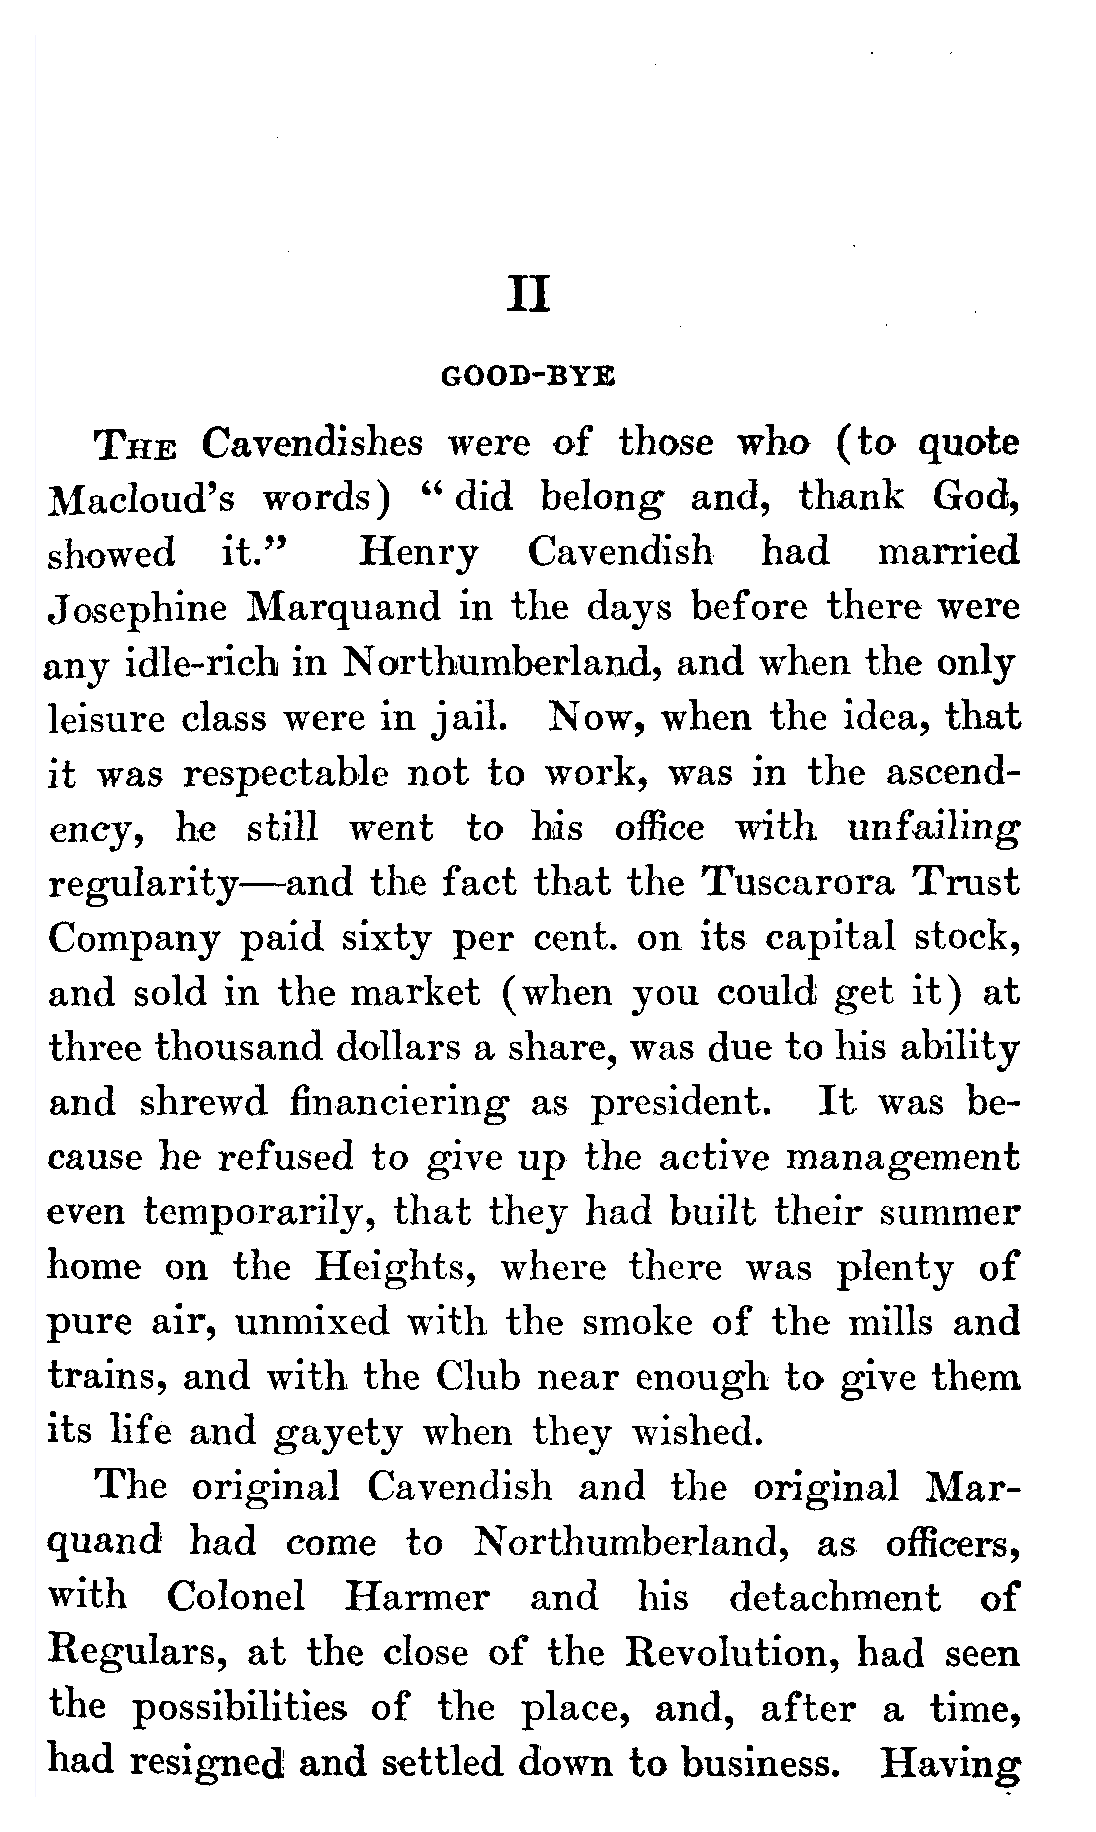 II
GOOD-BYE
THE Cavendishes were of those who (to quote
Macloud's words) "did belong and, thank God,
showed it." Henry Cavendish had married
Josephine Marquand in the days before there were
any idle-rich in Northumberland, and when the only
leisure class were in jail. Now, when the idea, that
it was respectable not to work, was in the ascend-
ency, he still went to his office with unfailing
regularity—and the fact that the Tuscarora Trust
Company paid sixty per cent. on its capital stock,
and sold in the market (when you could get it) at
three thousand dollars a share, was due to his ability
and shrewd financiering as president. It was be-
cause he refused to give up the active management
even temporarily, that they had built their summer
home on the Heights, where there was plenty of
pure air, unmixed with the smoke of the mills and
trains, and with the Club near enough to give them
its life and gayety when they wished.
The original Cavendish and the original Mar-
quand had come to Northumberland, as officers,
with Colonel Harmer and his detachment of
Regulars, at the close of the Revolution, had seen
the possibilities of the place, and, after a time,
had resigned and settled down to business. Having